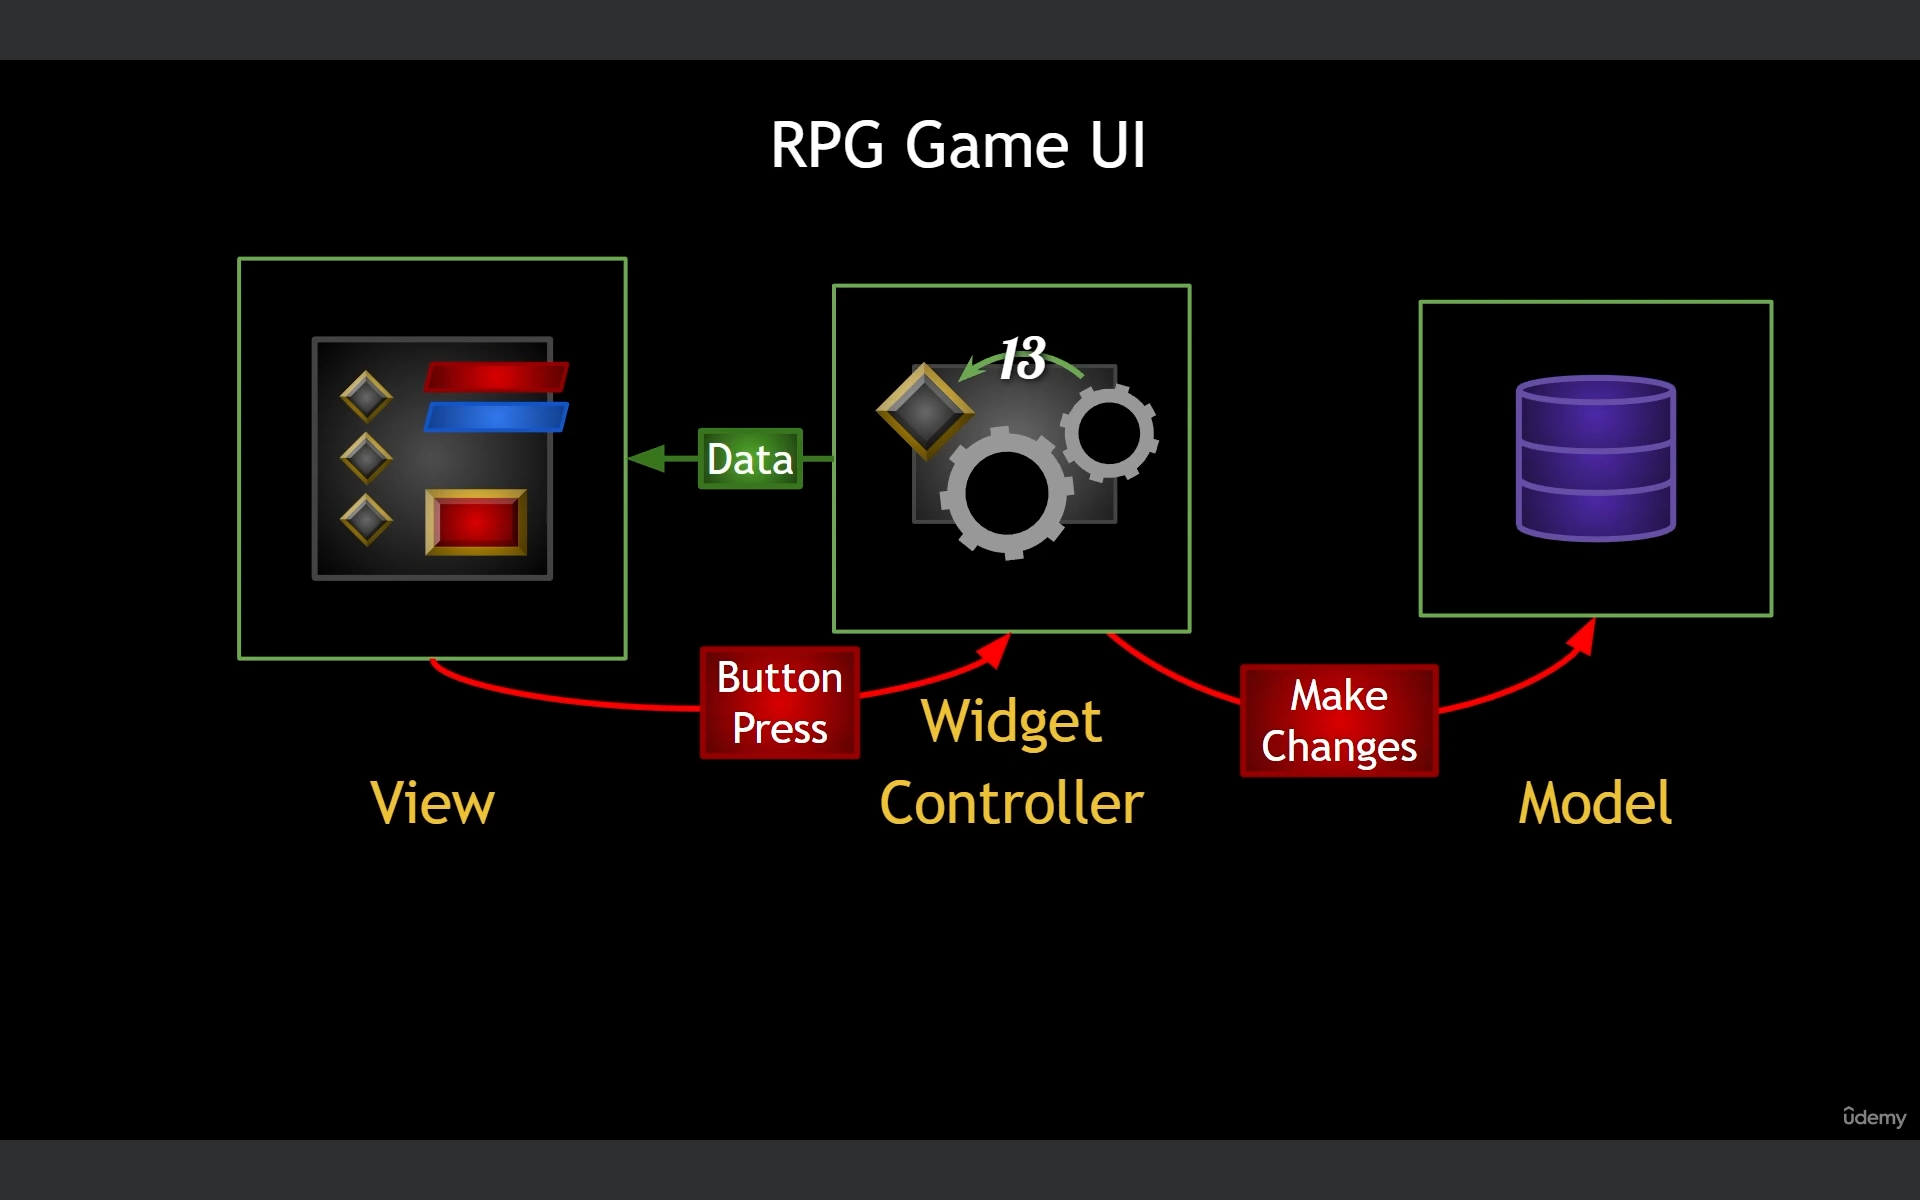 RPG Game UI
13
Data
Button
Press
Widget
Controller
Make
Changes
View
Model
ûdemy